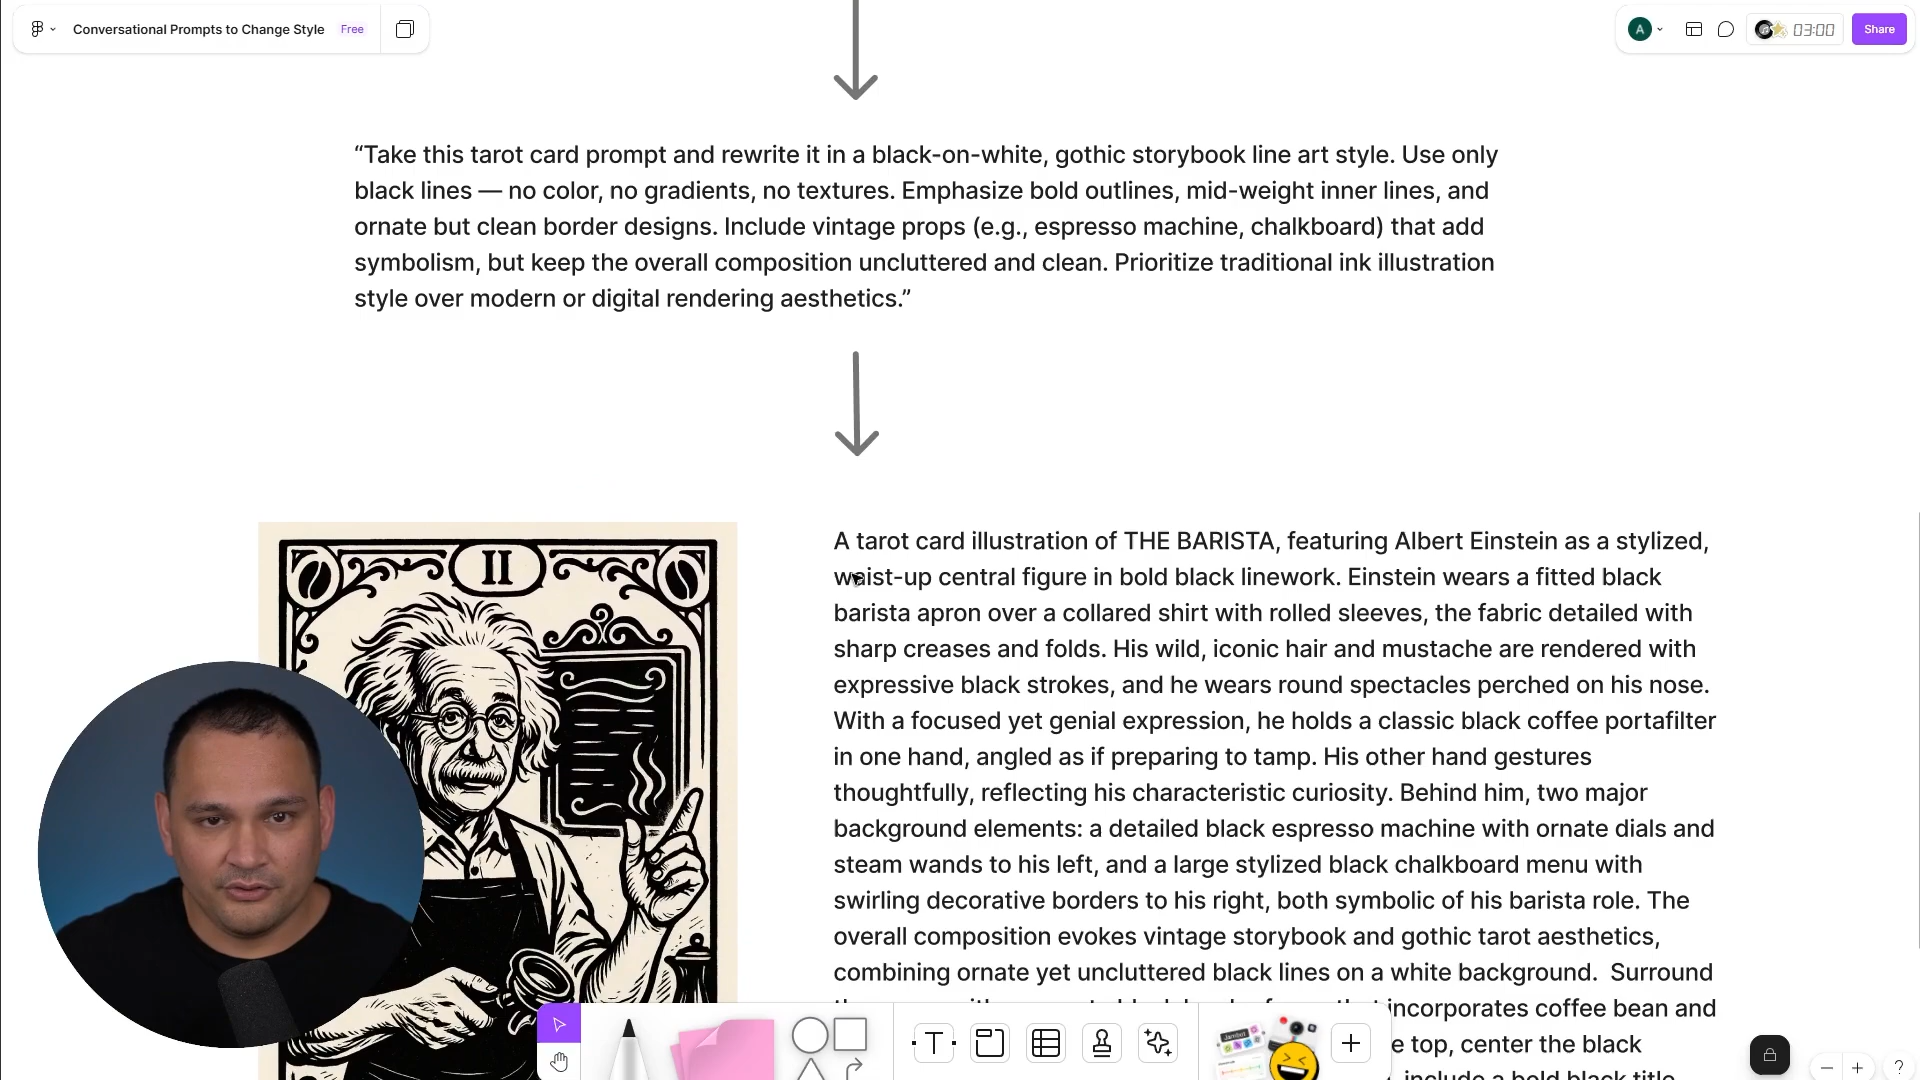 Conversational Prompts to Change Style Free
A
03:00
Share
“Take this tarot card prompt and rewrite it in a black-on-white, gothic storybook line art style. Use only
black lines — no color, no gradients, no textures. Emphasize bold outlines, mid-weight inner lines, and
ornate but clean border designs. Include vintage props (e.g., espresso machine, chalkboard) that add
symbolism, but keep the overall composition uncluttered and clean. Prioritize traditional ink illustration
style over modern or digital rendering aesthetics.”
II
A tarot card illustration of THE BARISTA, featuring Albert Einstein as a stylized,
waist-up central figure in bold black linework. Einstein wears a fitted black
barista apron over a collared shirt with rolled sleeves, the fabric detailed with
sharp creases and folds. His wild, iconic hair and mustache are rendered with
expressive black strokes, and he wears round spectacles perched on his nose.
With a focused yet genial expression, he holds a classic black coffee portafilter
in one hand, angled as if preparing to tamp. His other hand gestures
thoughtfully, reflecting his characteristic curiosity. Behind him, two major
background elements: a detailed black espresso machine with ornate dials and
steam wands to his left, and a large stylized black chalkboard menu with
swirling decorative borders to his right, both symbolic of his barista role. The
overall composition evokes vintage storybook and gothic tarot aesthetics,
combining ornate yet uncluttered black lines on a white background.  Surround
incorporates coffee bean and
e top, center the black
include a bold black title
T
?